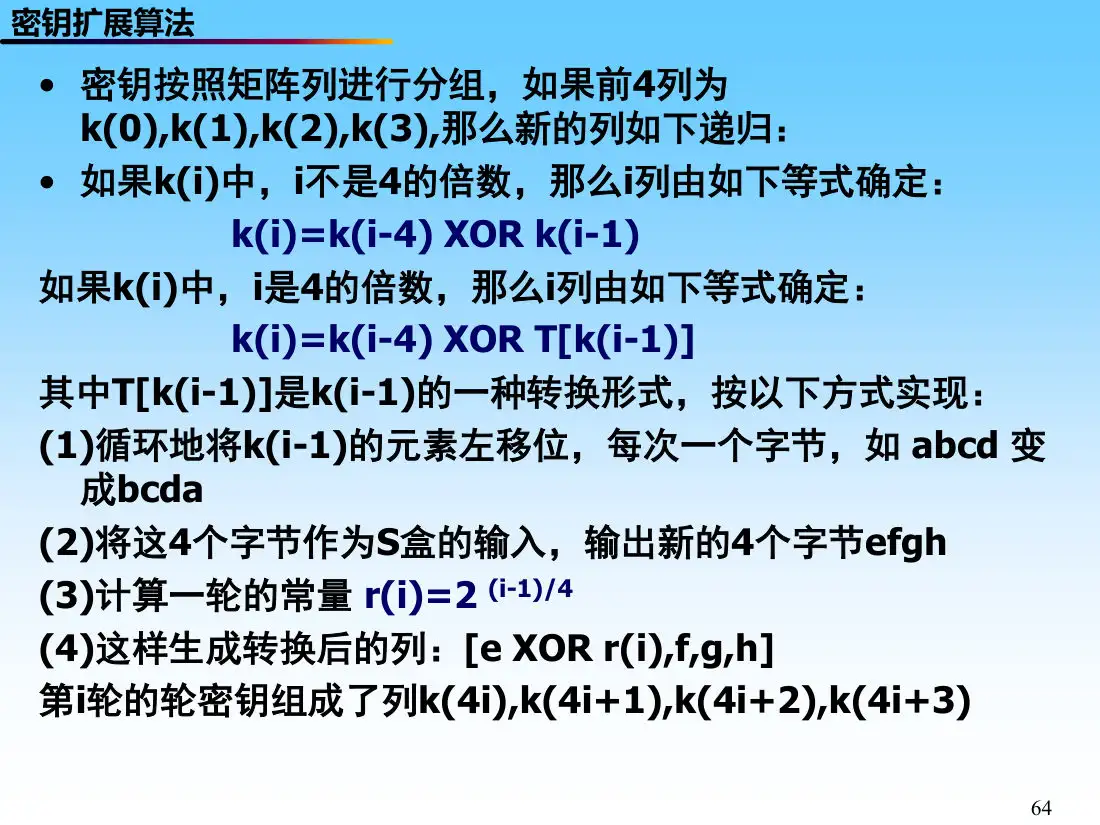 密钥扩展算法
• 密钥按照矩阵列进行分组，如果前4列为
k(0),k(1),k(2),k(3),那么新的列如下递归：
• 如果k(i)中，i不是4的倍数，那么i列由如下等式确定：
k(i)=k(i-4) XOR k(i-1)
如果k(i)中，i是4的倍数，那么i列由如下等式确定：
k(i)=k(i-4) XOR T[k(i-1)]
其中T[k(i-1)]是k(i-1)的一种转换形式，按以下方式实现：
(1)循环地将k(i-1)的元素左移位，每次一个字节，如 abcd 变
成bcda
(2)将这4个字节作为S盒的输入，输出新的4个字节efgh
(3)计算一轮的常量 r(i)=2 (i-1)/4
(4)这样生成转换后的列：[e XOR r(i),f,g,h]
第i轮的轮密钥组成了列k(4i),k(4i+1),k(4i+2),k(4i+3)
64